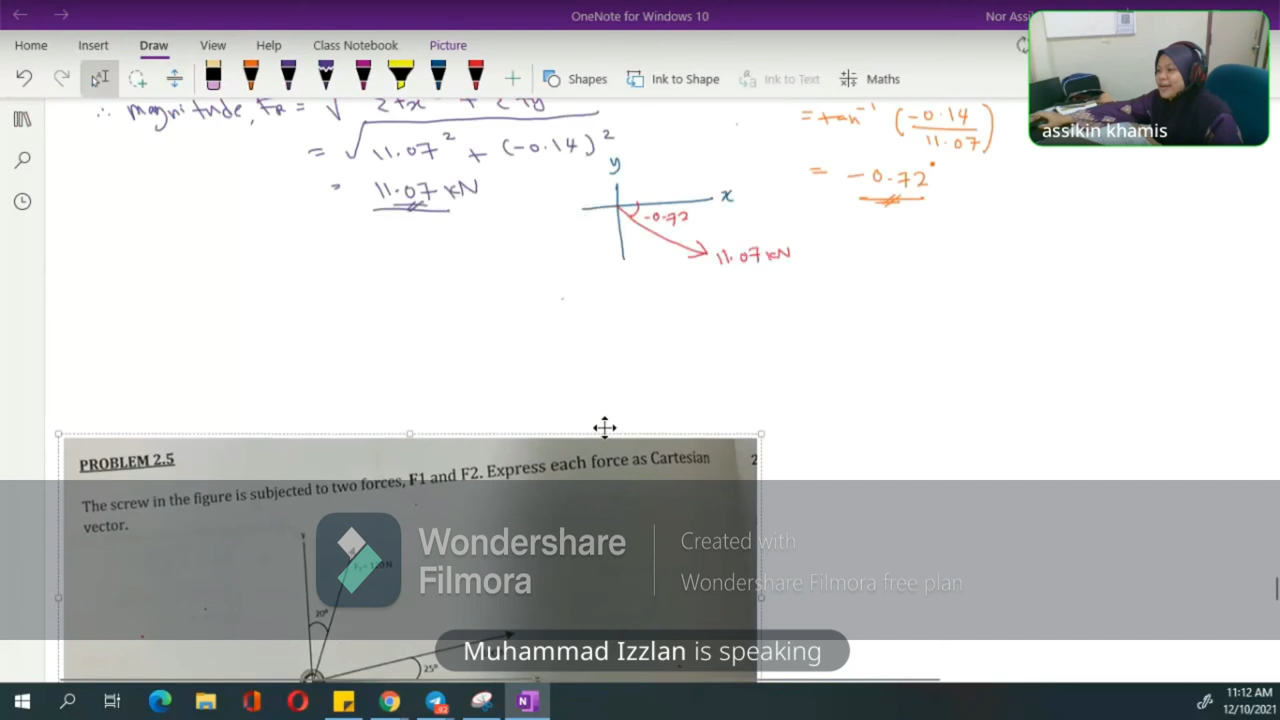 OneNote for Windows 10
Nor Assi
Home Insert Draw View Help Class Notebook Picture
Shapes Ink to Shape Ink to Text Maths
assikin khamis
∴ magnitude, FR = √
= √ 11.07² + (-0.14)²
= 11.07 kN
= tan⁻¹ (-0.14 / 11.07)
= -0.72°
y
x
-0.72
11.07 kN
PROBLEM 2.5
2
The screw in the figure is subjected to two forces, F1 and F2. Express each force as Cartesian
vector.
y
20°
25°
Wondershare
Filmora
Created with
Wondershare Filmora free plan
Muhammad Izzlan is speaking
11:12 AM
12/10/2021